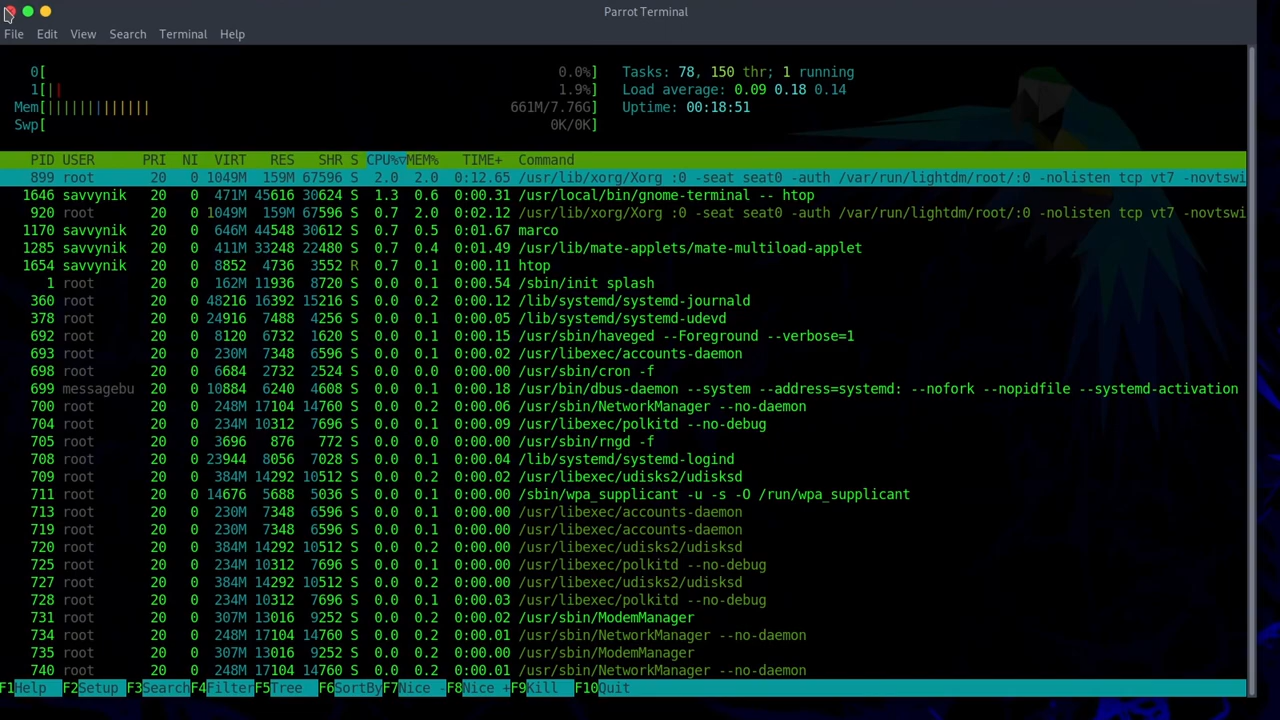 Parrot Terminal
File Edit View Search Terminal Help
0[ 0.0%] Tasks: 78, 150 thr; 1 running
1[|| 1.9%] Load average: 0.09 0.18 0.14
Mem[|||||||||||| 661M/7.76G] Uptime: 00:18:51
Swp[ 0K/0K]
PID USER PRI NI VIRT RES SHR S CPU%▽MEM% TIME+ Command
899 root 20 0 1049M 159M 67596 S 2.0 2.0 0:12.65 /usr/lib/xorg/Xorg :0 -seat seat0 -auth /var/run/lightdm/root/:0 -nolisten tcp vt7 -novtswi
1646 savvynik 20 0 471M 45616 30624 S 1.3 0.6 0:00.31 /usr/local/bin/gnome-terminal -- htop
920 root 20 0 1049M 159M 67596 S 0.7 2.0 0:02.12 /usr/lib/xorg/Xorg :0 -seat seat0 -auth /var/run/lightdm/root/:0 -nolisten tcp vt7 -novtswi
1170 savvynik 20 0 646M 44548 30612 S 0.7 0.5 0:01.67 marco
1285 savvynik 20 0 411M 33248 22480 S 0.7 0.4 0:01.49 /usr/lib/mate-applets/mate-multiload-applet
1654 savvynik 20 0 8852 4736 3552 R 0.7 0.1 0:00.11 htop
1 root 20 0 162M 11936 8720 S 0.0 0.1 0:00.54 /sbin/init splash
360 root 20 0 48216 16392 15216 S 0.0 0.2 0:00.12 /lib/systemd/systemd-journald
378 root 20 0 24916 7488 4256 S 0.0 0.1 0:00.05 /lib/systemd/systemd-udevd
692 root 20 0 8120 6732 1620 S 0.0 0.1 0:00.15 /usr/sbin/haveged --Foreground --verbose=1
693 root 20 0 230M 7348 6596 S 0.0 0.1 0:00.02 /usr/libexec/accounts-daemon
698 root 20 0 6684 2732 2524 S 0.0 0.0 0:00.00 /usr/sbin/cron -f
699 messagebu 20 0 10884 6240 4608 S 0.0 0.1 0:00.18 /usr/bin/dbus-daemon --system --address=systemd: --nofork --nopidfile --systemd-activation
700 root 20 0 248M 17104 14760 S 0.0 0.2 0:00.06 /usr/sbin/NetworkManager --no-daemon
704 root 20 0 234M 10312 7696 S 0.0 0.1 0:00.09 /usr/libexec/polkitd --no-debug
705 root 20 0 3696 876 772 S 0.0 0.0 0:00.00 /usr/sbin/rngd -f
708 root 20 0 23944 8056 7028 S 0.0 0.1 0:00.04 /lib/systemd/systemd-logind
709 root 20 0 384M 14292 10512 S 0.0 0.2 0:00.02 /usr/libexec/udisks2/udisksd
711 root 20 0 14676 5688 5036 S 0.0 0.1 0:00.00 /sbin/wpa_supplicant -u -s -O /run/wpa_supplicant
713 root 20 0 230M 7348 6596 S 0.0 0.1 0:00.00 /usr/libexec/accounts-daemon
719 root 20 0 230M 7348 6596 S 0.0 0.1 0:00.00 /usr/libexec/accounts-daemon
720 root 20 0 384M 14292 10512 S 0.0 0.2 0:00.00 /usr/libexec/udisks2/udisksd
725 root 20 0 234M 10312 7696 S 0.0 0.1 0:00.00 /usr/libexec/polkitd --no-debug
727 root 20 0 384M 14292 10512 S 0.0 0.2 0:00.00 /usr/libexec/udisks2/udisksd
728 root 20 0 234M 10312 7696 S 0.0 0.1 0:00.03 /usr/libexec/polkitd --no-debug
731 root 20 0 307M 13016 9252 S 0.0 0.2 0:00.02 /usr/sbin/ModemManager
734 root 20 0 248M 17104 14760 S 0.0 0.2 0:00.01 /usr/sbin/NetworkManager --no-daemon
735 root 20 0 307M 13016 9252 S 0.0 0.2 0:00.00 /usr/sbin/ModemManager
740 root 20 0 248M 17104 14760 S 0.0 0.2 0:00.01 /usr/sbin/NetworkManager --no-daemon
F1Help F2Setup F3SearchF4FilterF5Tree F6SortByF7Nice -F8Nice +F9Kill F10Quit